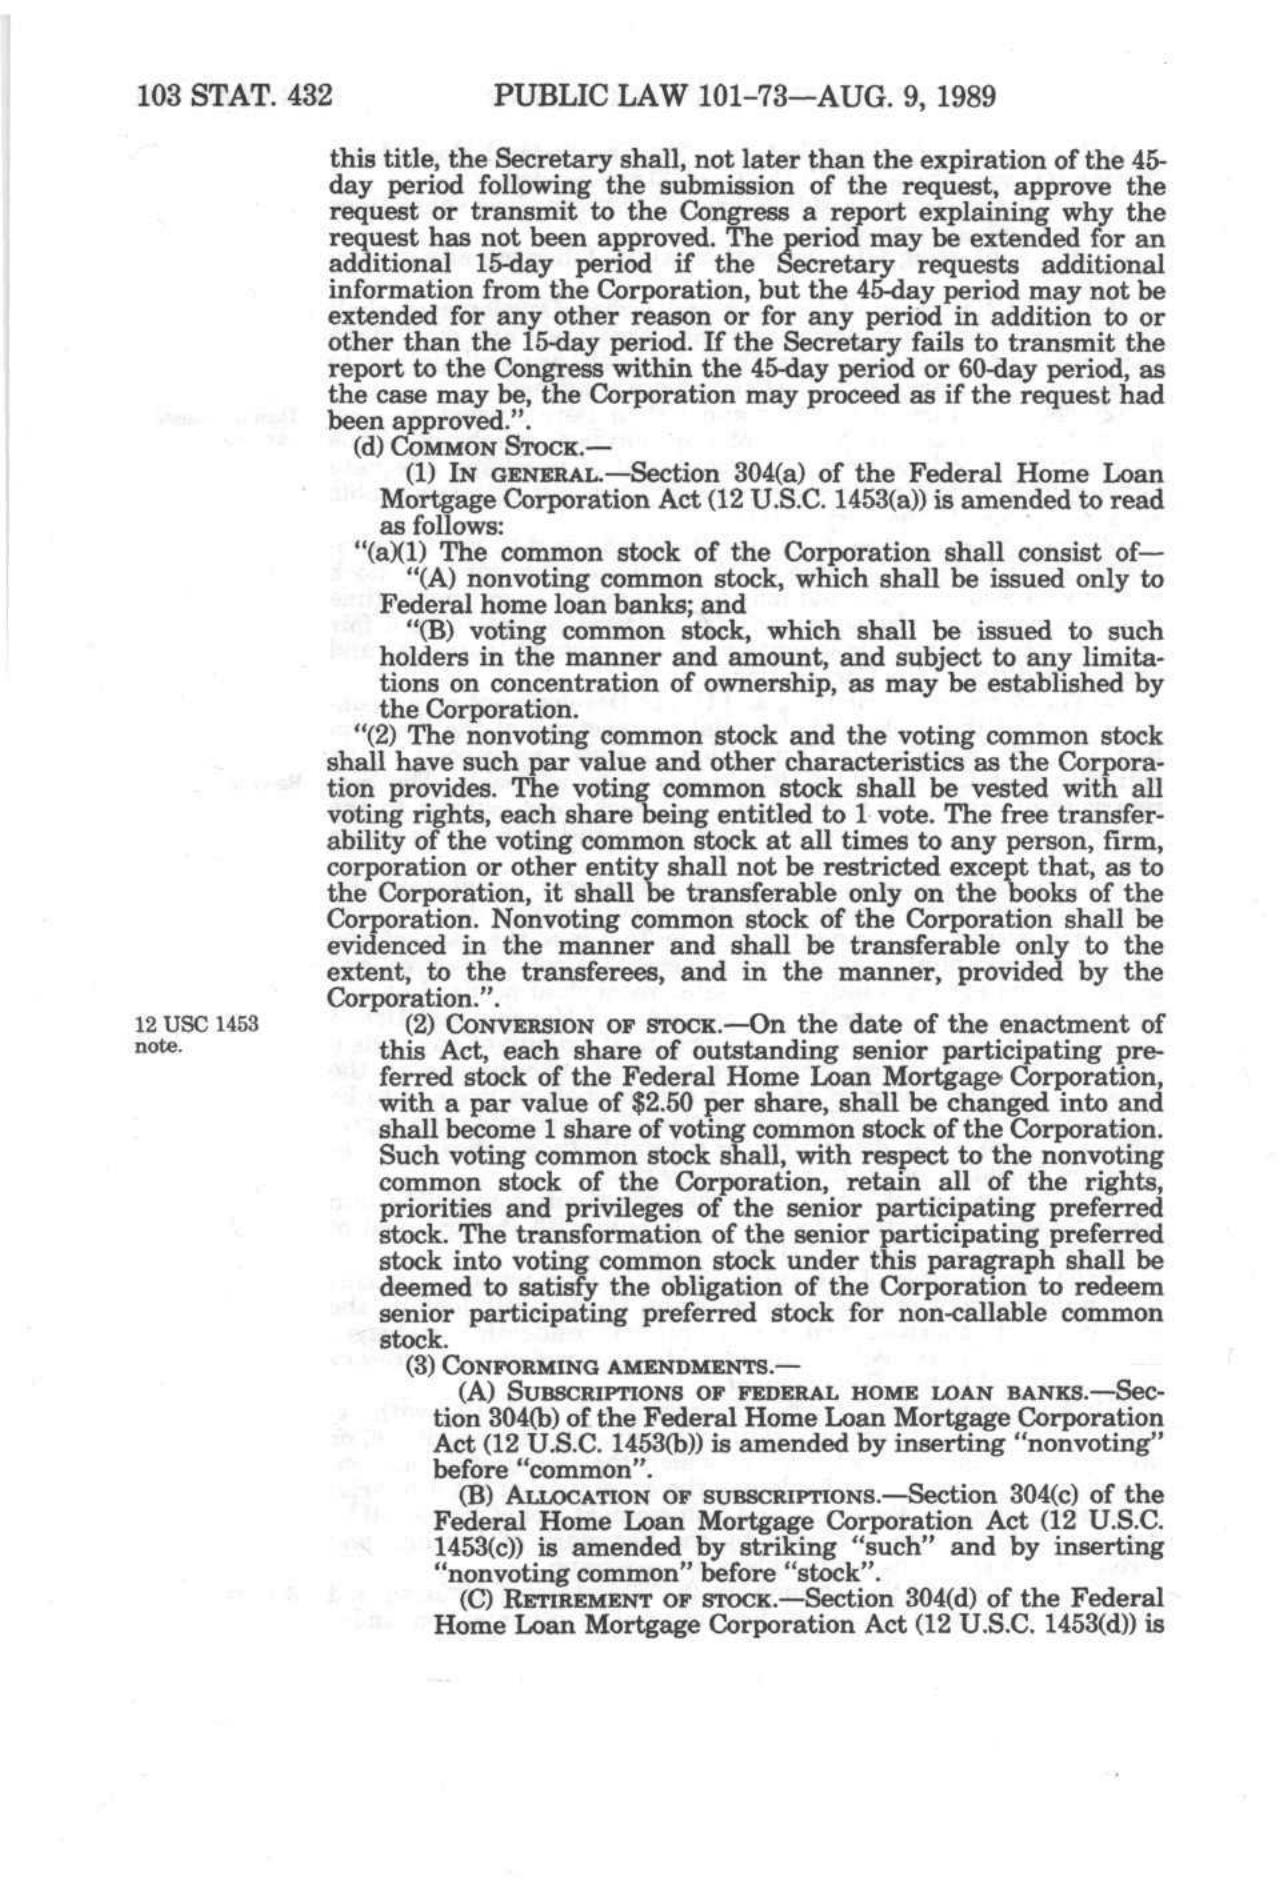 103 STAT. 432 PUBLIC LAW 101-73—AUG. 9, 1989
this title, the Secretary shall, not later than the expiration of the 45-
day period following the submission of the request, approve the
request or transmit to the Congress a report explaining why the
request has not been approved. The period may be extended for an
additional 15-day period if the Secretary requests additional
information from the Corporation, but the 45-day period may not be
extended for any other reason or for any period in addition to or
other than the 15-day period. If the Secretary fails to transmit the
report to the Congress within the 45-day period or 60-day period, as
the case may be, the Corporation may proceed as if the request had
been approved.”.
(d) COMMON STOCK.—
(1) IN GENERAL.—Section 304(a) of the Federal Home Loan
Mortgage Corporation Act (12 U.S.C. 1453(a)) is amended to read
as follows:
“(a)(1) The common stock of the Corporation shall consist of—
“(A) nonvoting common stock, which shall be issued only to
Federal home loan banks; and
“(B) voting common stock, which shall be issued to such
holders in the manner and amount, and subject to any limita-
tions on concentration of ownership, as may be established by
the Corporation.
“(2) The nonvoting common stock and the voting common stock
shall have such par value and other characteristics as the Corpora-
tion provides. The voting common stock shall be vested with all
voting rights, each share being entitled to 1 vote. The free transfer-
ability of the voting common stock at all times to any person, firm,
corporation or other entity shall not be restricted except that, as to
the Corporation, it shall be transferable only on the books of the
Corporation. Nonvoting common stock of the Corporation shall be
evidenced in the manner and shall be transferable only to the
extent, to the transferees, and in the manner, provided by the
Corporation.”.
12 USC 1453
note.
(2) CONVERSION OF STOCK.—On the date of the enactment of
this Act, each share of outstanding senior participating pre-
ferred stock of the Federal Home Loan Mortgage Corporation,
with a par value of $2.50 per share, shall be changed into and
shall become 1 share of voting common stock of the Corporation.
Such voting common stock shall, with respect to the nonvoting
common stock of the Corporation, retain all of the rights,
priorities and privileges of the senior participating preferred
stock. The transformation of the senior participating preferred
stock into voting common stock under this paragraph shall be
deemed to satisfy the obligation of the Corporation to redeem
senior participating preferred stock for non-callable common
stock.
(3) CONFORMING AMENDMENTS.—
(A) SUBSCRIPTIONS OF FEDERAL HOME LOAN BANKS.—Sec-
tion 304(b) of the Federal Home Loan Mortgage Corporation
Act (12 U.S.C. 1453(b)) is amended by inserting “nonvoting”
before “common”.
(B) ALLOCATION OF SUBSCRIPTIONS.—Section 304(c) of the
Federal Home Loan Mortgage Corporation Act (12 U.S.C.
1453(c)) is amended by striking “such” and by inserting
“nonvoting common” before “stock”.
(C) RETIREMENT OF STOCK.—Section 304(d) of the Federal
Home Loan Mortgage Corporation Act (12 U.S.C. 1453(d)) is